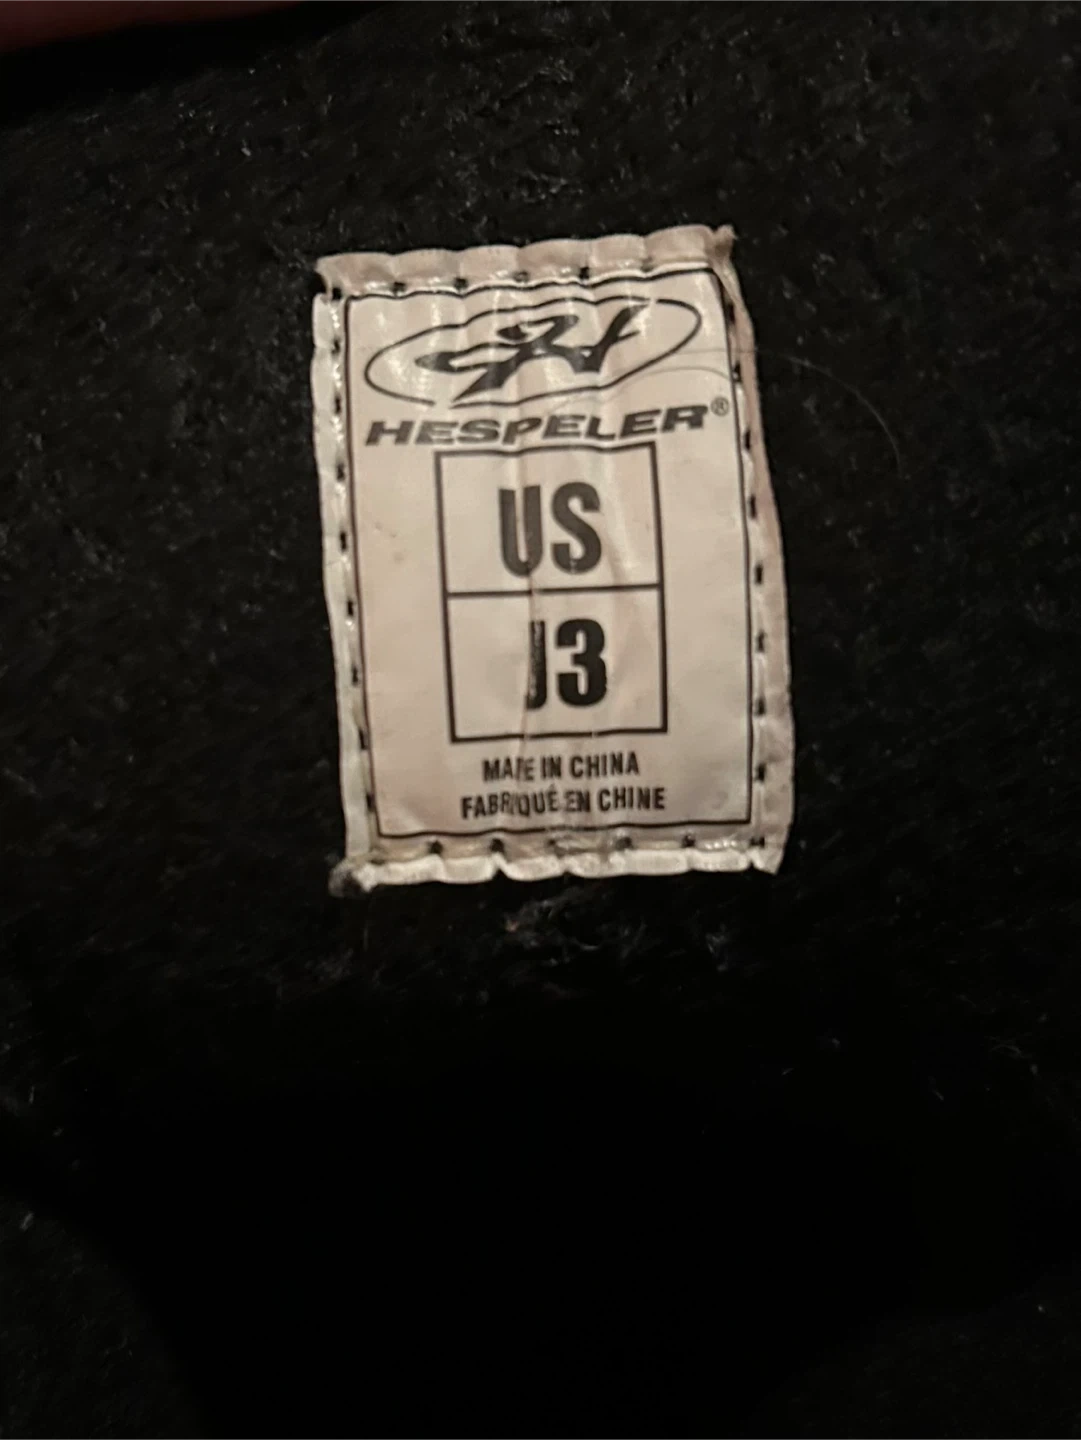 HESPELER®
US
J3
MADE IN CHINA
FABRIQUÉ EN CHINE